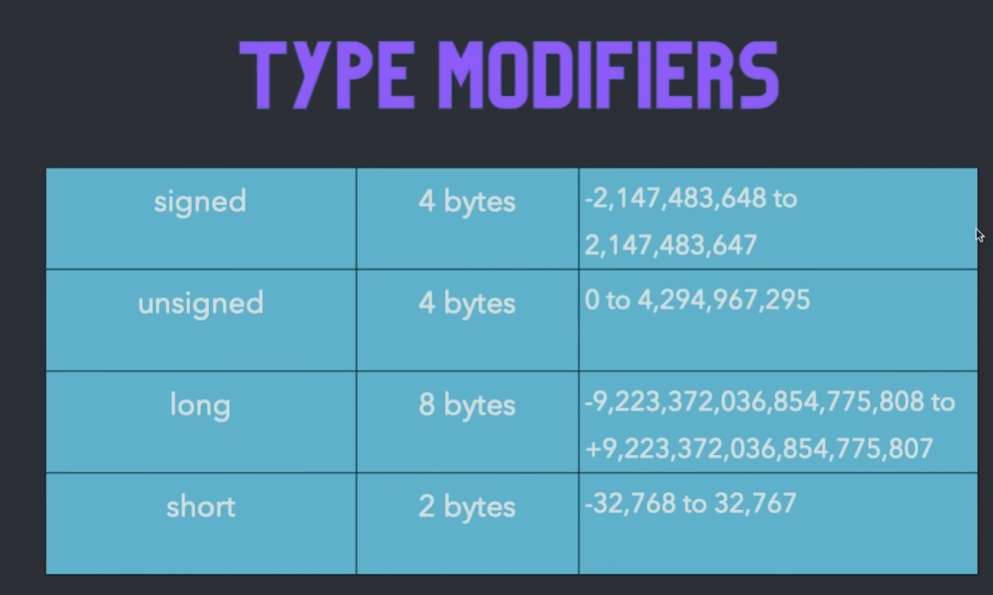 TYPE MODIFIERS
signed
4 bytes
-2,147,483,648 to
2,147,483,647
unsigned
4 bytes
0 to 4,294,967,295
long
8 bytes
-9,223,372,036,854,775,808 to
+9,223,372,036,854,775,807
short
2 bytes
-32,768 to 32,767